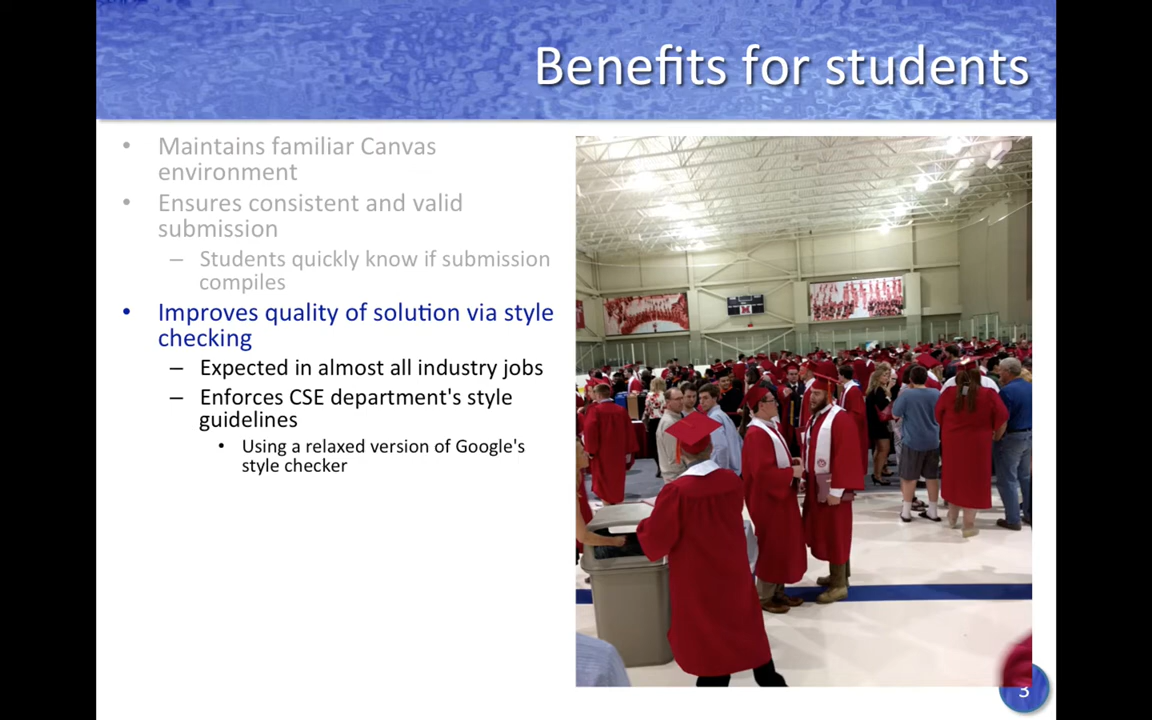 Benefits for students
• Maintains familiar Canvas
environment
• Ensures consistent and valid
submission
– Students quickly know if submission
compiles
• Improves quality of solution via style
checking
– Expected in almost all industry jobs
– Enforces CSE department's style
guidelines
• Using a relaxed version of Google's
style checker
3